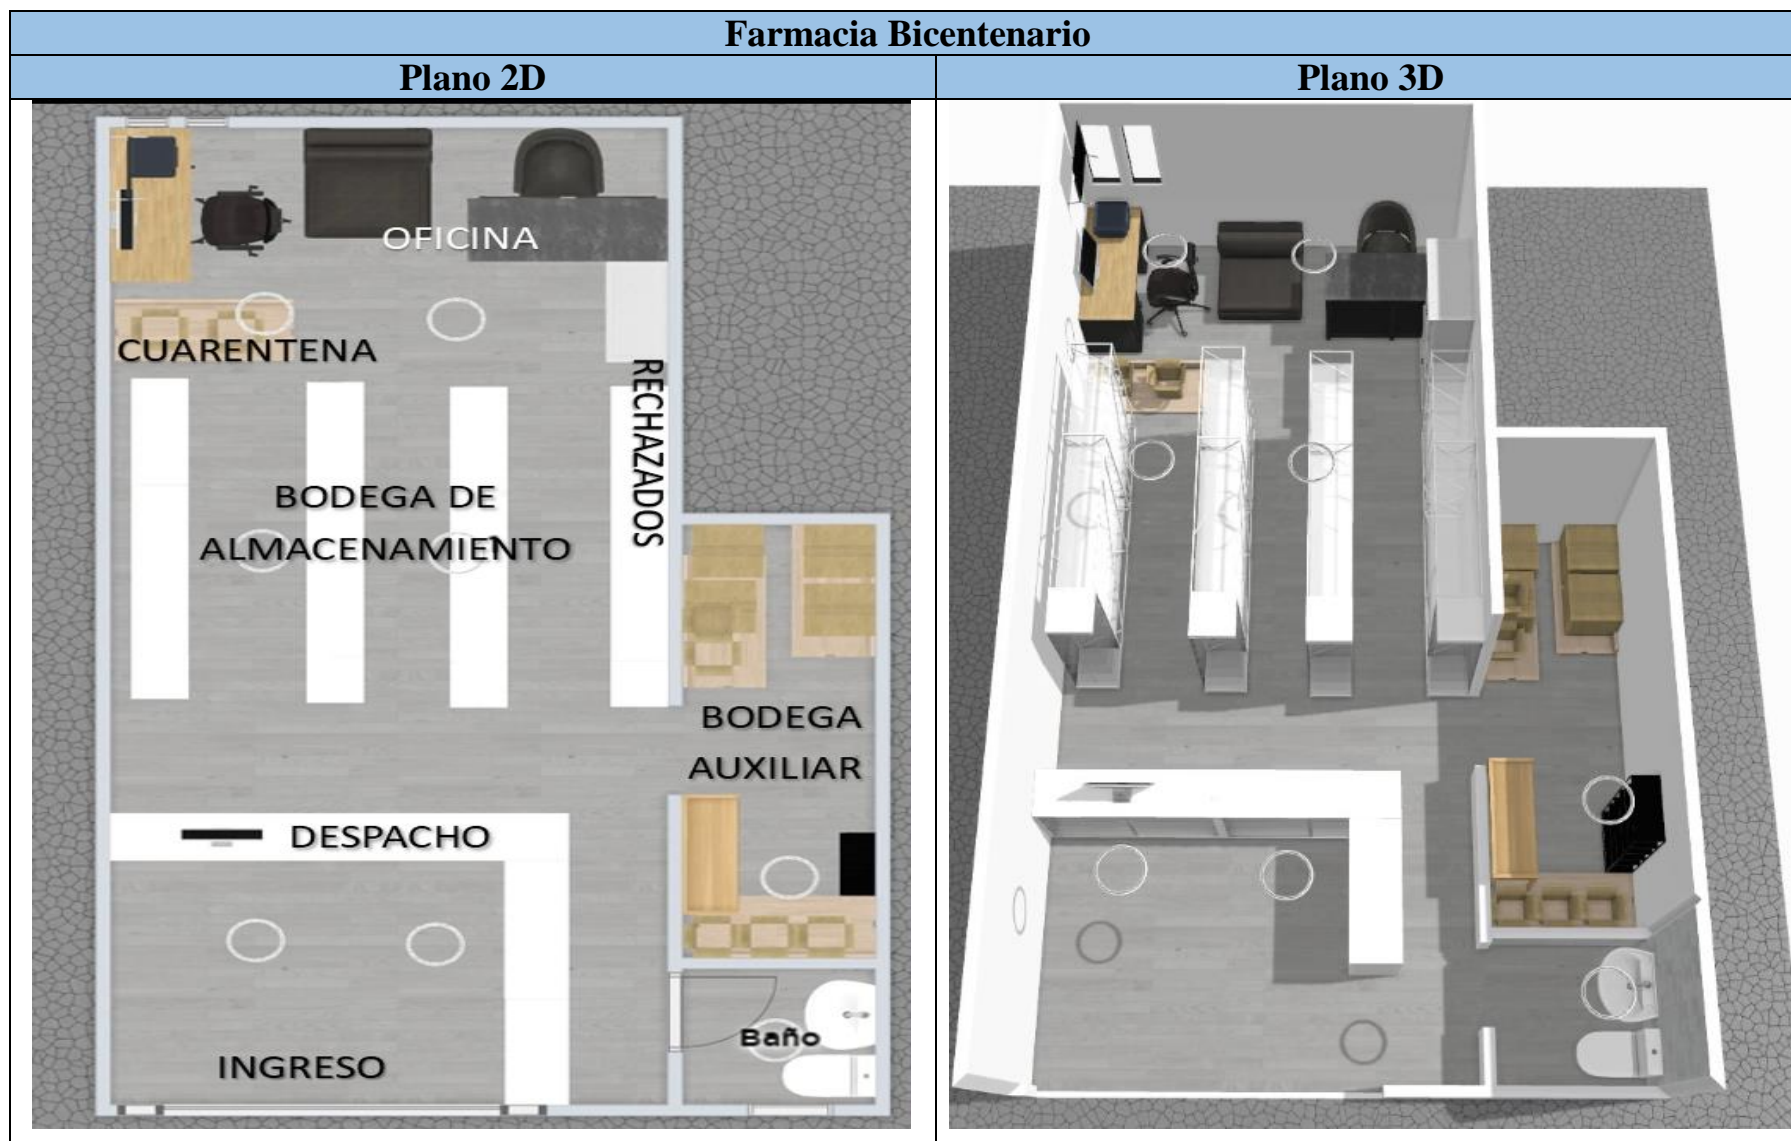 Farmacia Bicentenario
Plano 2D
Plano 3D
OFICINA
CUARENTENA
RECHAZADOS
BODEGA DE
ALMACENAMIENTO
BODEGA
AUXILIAR
DESPACHO
Baño
INGRESO